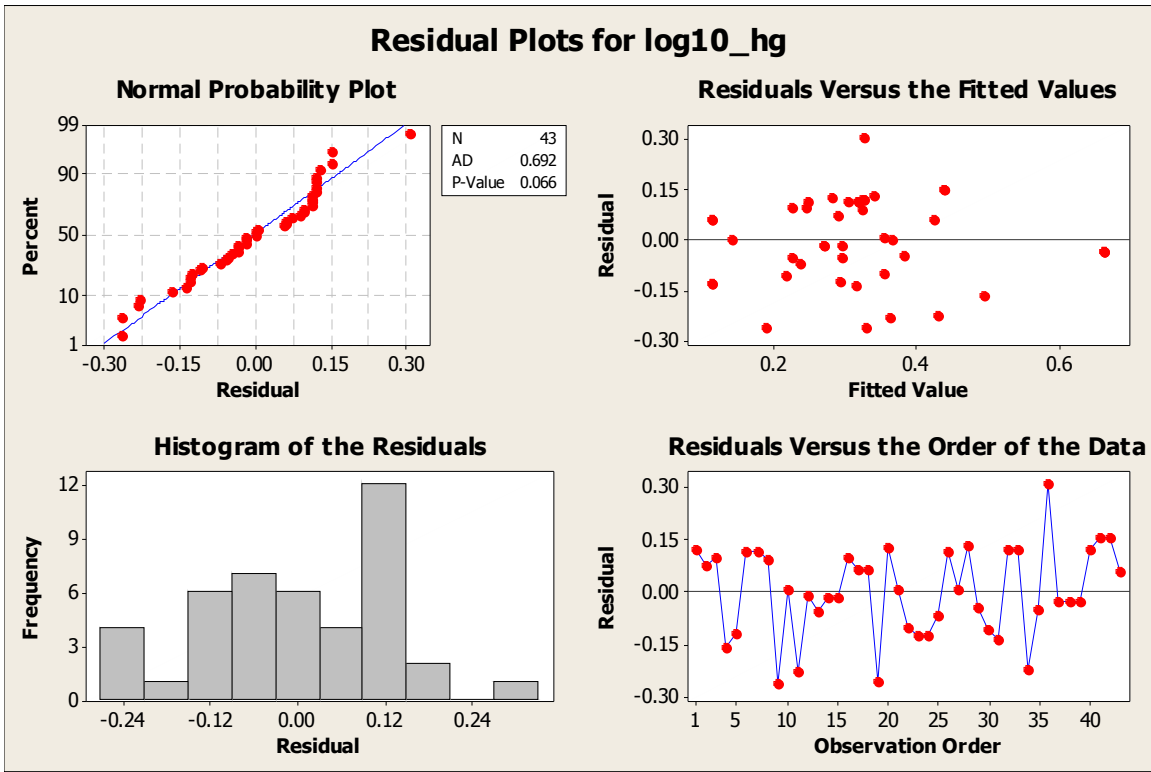 Residual Plots for log10_hg
Normal Probability Plot
99
90
50
10
1
Percent
-0.30 -0.15 0.00 0.15 0.30
Residual
N 43
AD 0.692
P-Value 0.066
Residuals Versus the Fitted Values
0.30
0.15
0.00
-0.15
-0.30
Residual
0.2 0.4 0.6
Fitted Value
Histogram of the Residuals
12
9
6
3
0
Frequency
-0.24 -0.12 0.00 0.12 0.24
Residual
Residuals Versus the Order of the Data
0.30
0.15
0.00
-0.15
-0.30
Residual
1 5 10 15 20 25 30 35 40
Observation Order